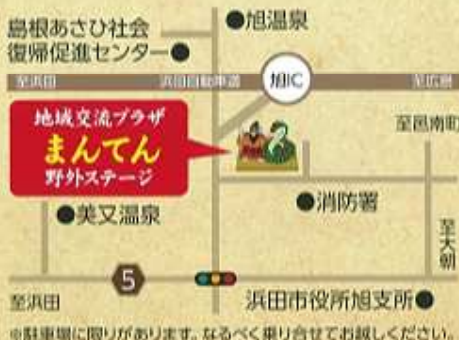 ●旭温泉
島根あさひ社会
復帰促進センター●
至浜田
浜田自動車道
旭IC
至広島
地域交流プラザ
まんてん
野外ステージ
至邑南町
●消防署
●美又温泉
至大朝
5
至浜田
浜田市役所旭支所●
※駐車場に限りがあります。なるべく乗り合せてお越しください。